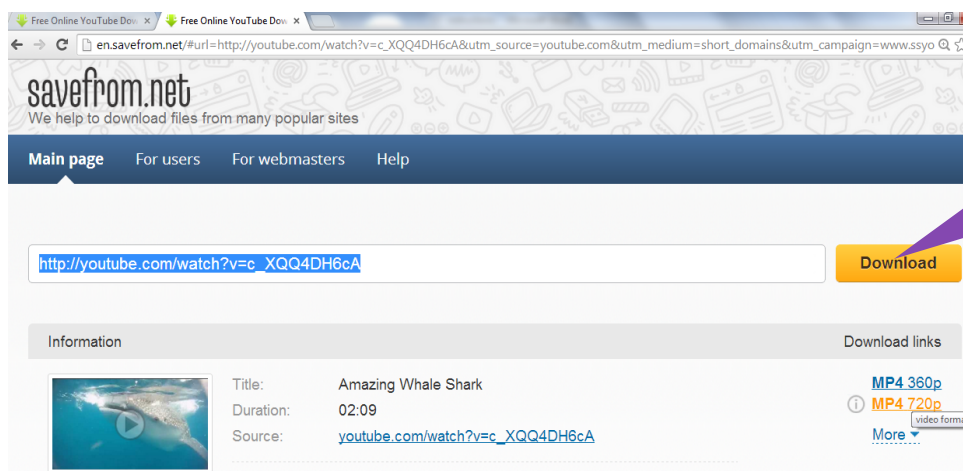 Free Online YouTube Dow
Free Online YouTube Dow
en.savefrom.net/#url=http://youtube.com/watch?v=c_XQQ4DH6cA&utm_source=youtube.com&utm_medium=short_domains&utm_campaign=www.ssyo
savefrom.net
We help to download files from many popular sites
Main page For users For webmasters Help
http://youtube.com/watch?v=c_XQQ4DH6cA Download
Information Download links
Title: Amazing Whale Shark MP4 360p
Duration: 02:09 MP4 720p
video forma
Source: youtube.com/watch?v=c_XQQ4DH6cA More